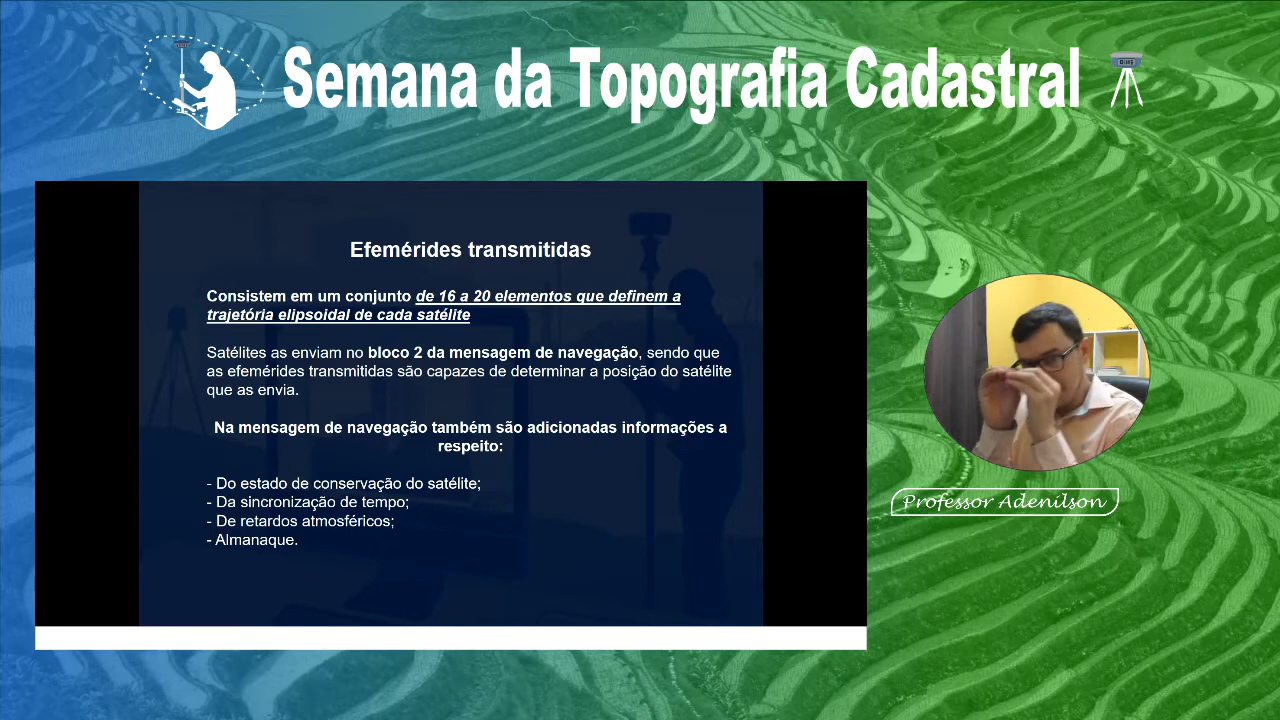 Semana da Topografia Cadastral
Efemérides transmitidas
Consistem em um conjunto de 16 a 20 elementos que definem a
trajetória elipsoidal de cada satélite
Satélites as enviam no bloco 2 da mensagem de navegação, sendo que
as efemérides transmitidas são capazes de determinar a posição do satélite
que as envia.
Na mensagem de navegação também são adicionadas informações a
respeito:
- Do estado de conservação do satélite;
- Da sincronização de tempo;
- De retardos atmosféricos;
- Almanaque.
Professor Adenilson